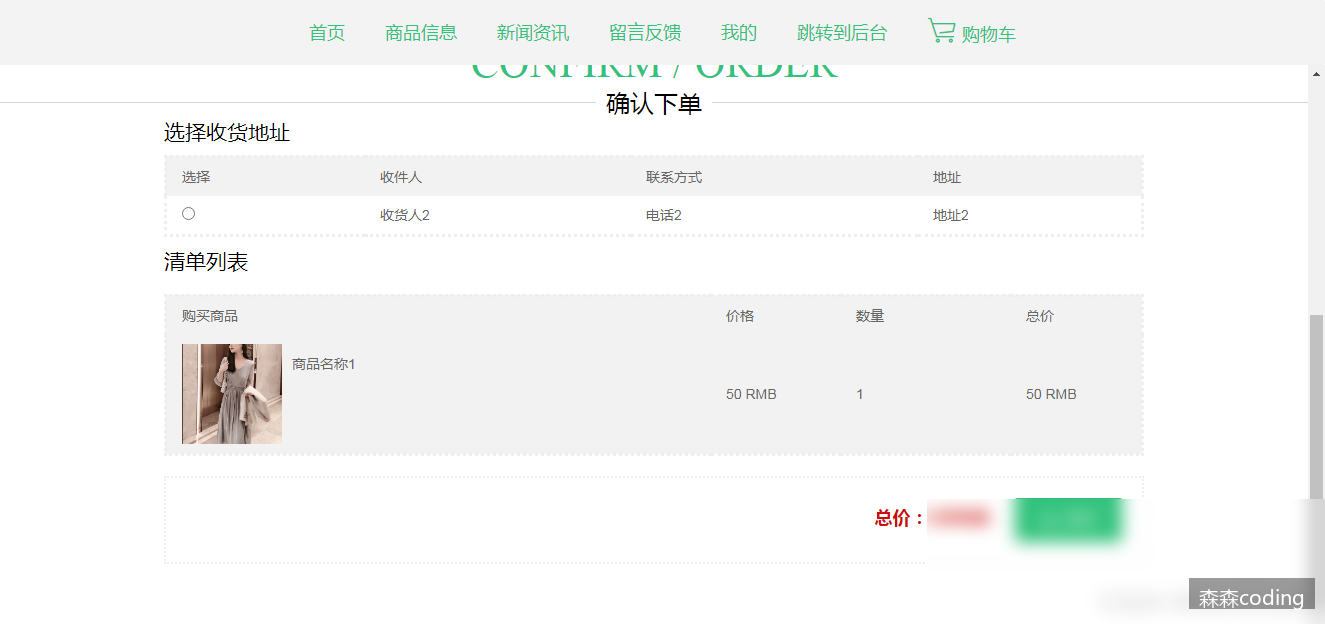 首页 商品信息 新闻资讯 留言反馈 我的 跳转到后台 购物车
CONFIRM / ORDER
确认下单
选择收货地址
选择 收件人 联系方式 地址
收货人2 电话2 地址2
清单列表
购买商品 价格 数量 总价
商品名称1
50 RMB 1 50 RMB
总价：
森森coding